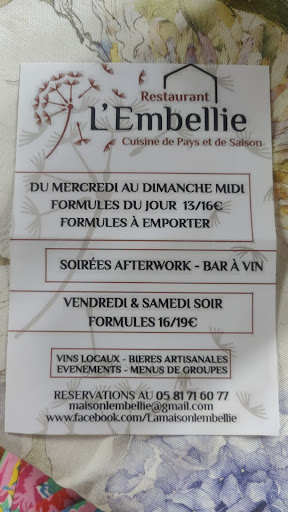 Restaurant
L'Embellie
Cuisine de Pays et de Saison
DU MERCREDI AU DIMANCHE MIDI
FORMULES DU JOUR 13/16€
FORMULES À EMPORTER
SOIRÉES AFTERWORK - BAR À VIN
VENDREDI & SAMEDI SOIR
FORMULES 16/19€
VINS LOCAUX - BIERES ARTISANALES
EVENEMENTS - MENUS DE GROUPES
RESERVATIONS AU 05 81 71 60 77
maisonlembellie@gmail.com
www.facebook.com/Lamaisonlembellie